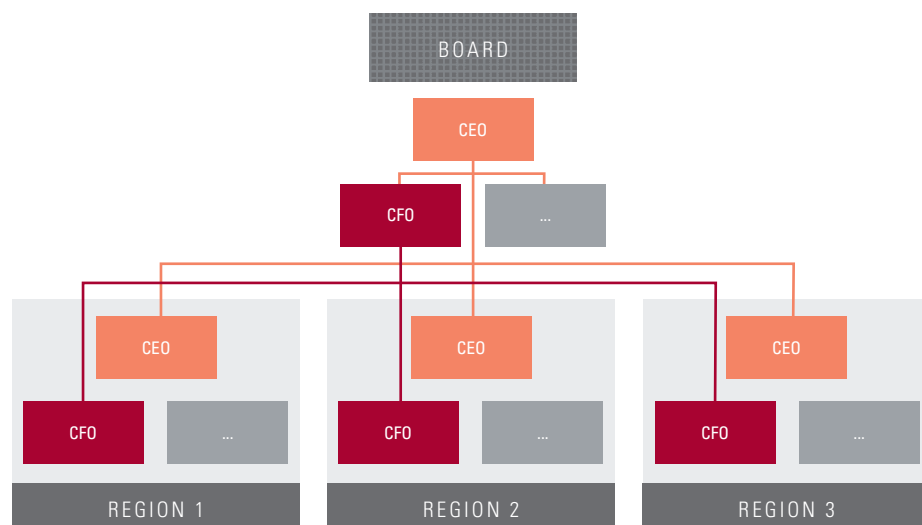 BOARD
CEO
CFO
...
CEO
CEO
CEO
CFO
...
CFO
...
CFO
...
REGION 1
REGION 2
REGION 3